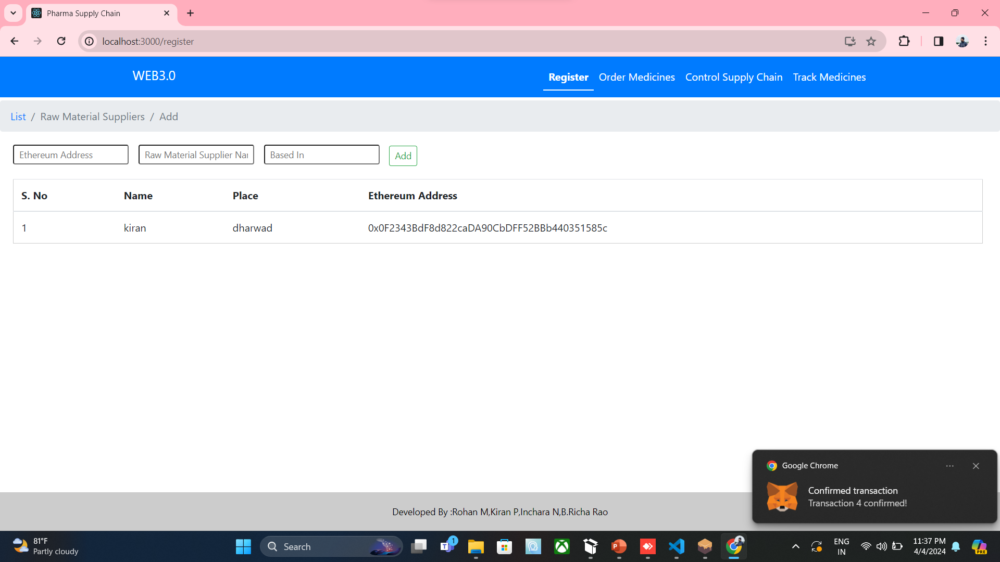 Pharma Supply Chain
localhost:3000/register
WEB3.0
Register Order Medicines Control Supply Chain Track Medicines
List / Raw Material Suppliers / Add
Ethereum Address Raw Material Supplier Nar Based In Add
S. No Name Place Ethereum Address
1 kiran dharwad 0x0F2343BdF8d822caDA90CbDFF52BBb440351585c
Google Chrome
Confirmed transaction
Transaction 4 confirmed!
Developed By :Rohan M,Kiran P,Inchara N,B.Richa Rao
81°F
Partly cloudy
Search
T
1
P
ENG
IN
11:37 PM
4/4/2024
PRE